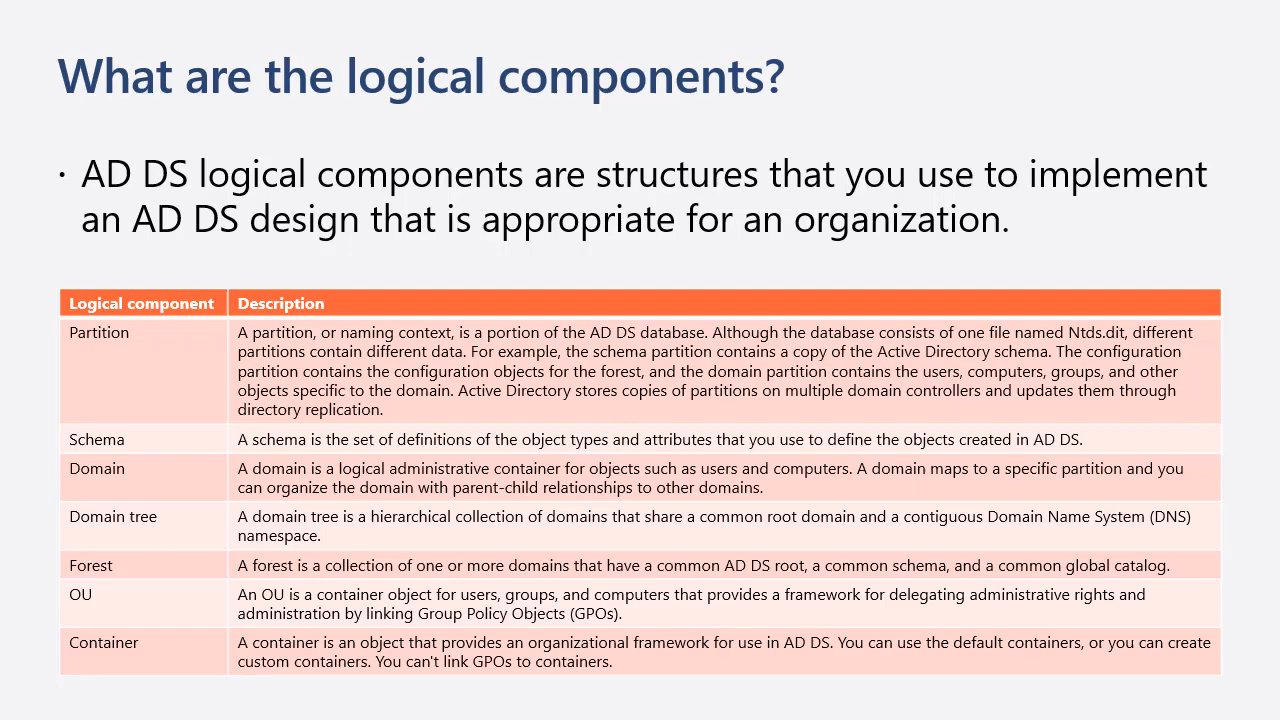 What are the logical components?
• AD DS logical components are structures that you use to implement
an AD DS design that is appropriate for an organization.
Logical component Description
Partition A partition, or naming context, is a portion of the AD DS database. Although the database consists of one file named Ntds.dit, different
partitions contain different data. For example, the schema partition contains a copy of the Active Directory schema. The configuration
partition contains the configuration objects for the forest, and the domain partition contains the users, computers, groups, and other
objects specific to the domain. Active Directory stores copies of partitions on multiple domain controllers and updates them through
directory replication.
Schema A schema is the set of definitions of the object types and attributes that you use to define the objects created in AD DS.
Domain A domain is a logical administrative container for objects such as users and computers. A domain maps to a specific partition and you
can organize the domain with parent-child relationships to other domains.
Domain tree A domain tree is a hierarchical collection of domains that share a common root domain and a contiguous Domain Name System (DNS)
namespace.
Forest A forest is a collection of one or more domains that have a common AD DS root, a common schema, and a common global catalog.
OU An OU is a container object for users, groups, and computers that provides a framework for delegating administrative rights and
administration by linking Group Policy Objects (GPOs).
Container A container is an object that provides an organizational framework for use in AD DS. You can use the default containers, or you can create
custom containers. You can't link GPOs to containers.